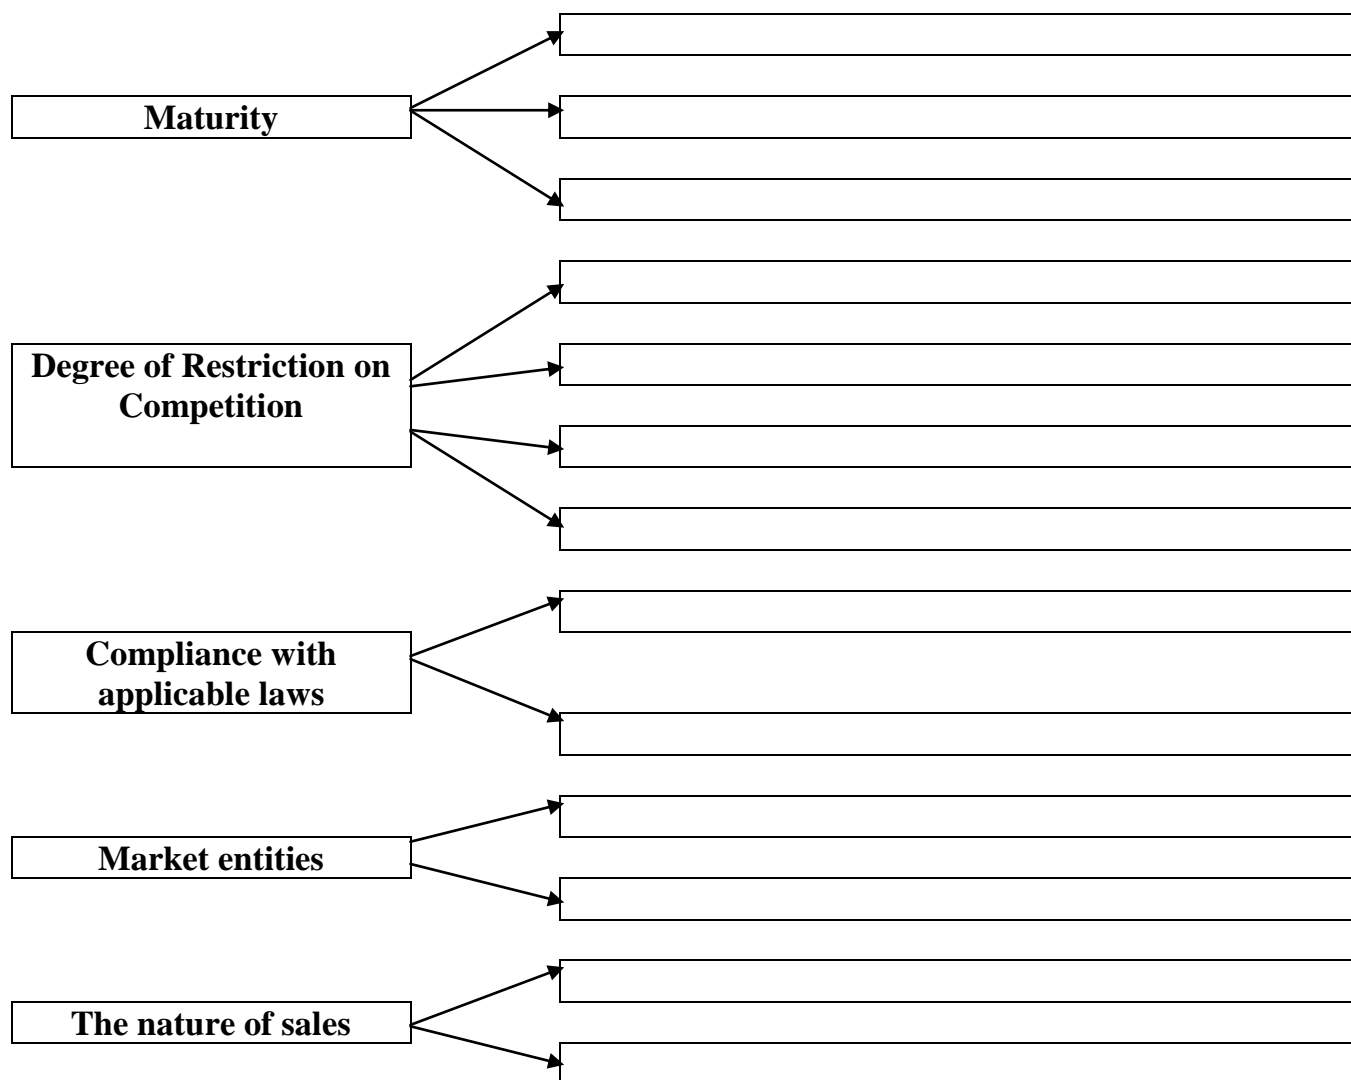 Maturity
Degree of Restriction on
Competition
Compliance with
applicable laws
Market entities
The nature of sales